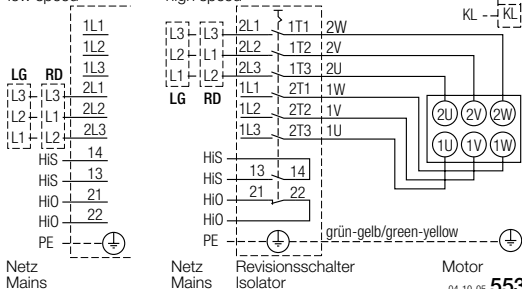 KL -- KL
1L1
1L2
1L3
LG RD 2L1
L3 L3
L2 L1 2L2
L1 L2 2L3
HiS 14
HiS 13
HiO 21
HiO 22
PE
Netz
Mains
L3 L3 2L1 1T1 2W
L2 L1 2L2 1T2 2V
L1 L2 2L3 1T3 2U
LG RD 1L1 2T1 1W
1L2 2T2 1V
1L3 2T3 1U
HiS
HiS 13 14
HiO 21 22
HiO
PE grün-gelb/green-yellow
2U 2V 2W
1U 1V 1W
Netz Revisionsschalter Motor
Mains Isolator
04.10.05 553